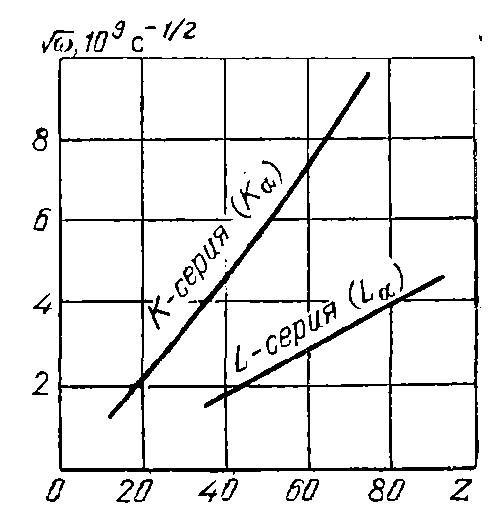 √ω, 10⁹ с⁻¹/²
8
6
4
2
0 20 40 60 80 Z
K-серия (Kα)
L-серия (Lα)